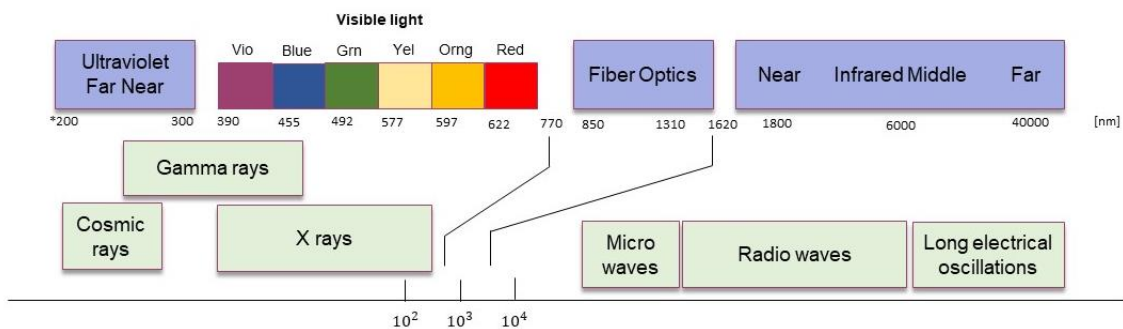 Visible light
Vio Blue Grn Yel Orng Red
Ultraviolet
Far Near
Fiber Optics
Near Infrared Middle Far
*200 300 390 455 492 577 597 622 770 850 1310 1620 1800 6000 40000 [nm]
Gamma rays
Cosmic
rays
X rays
Micro
waves
Radio waves
Long electrical
oscillations
10² 10³ 10⁴